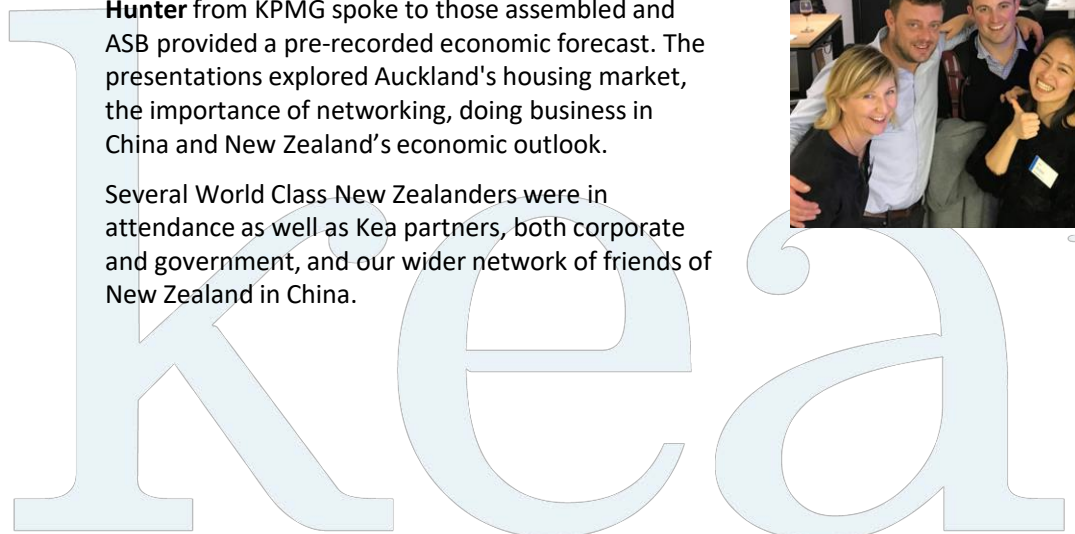 Hunter from KPMG spoke to those assembled and
ASB provided a pre-recorded economic forecast. The
presentations explored Auckland's housing market,
the importance of networking, doing business in
China and New Zealand’s economic outlook.
Several World Class New Zealanders were in
attendance as well as Kea partners, both corporate
and government, and our wider network of friends of
New Zealand in China.
kea